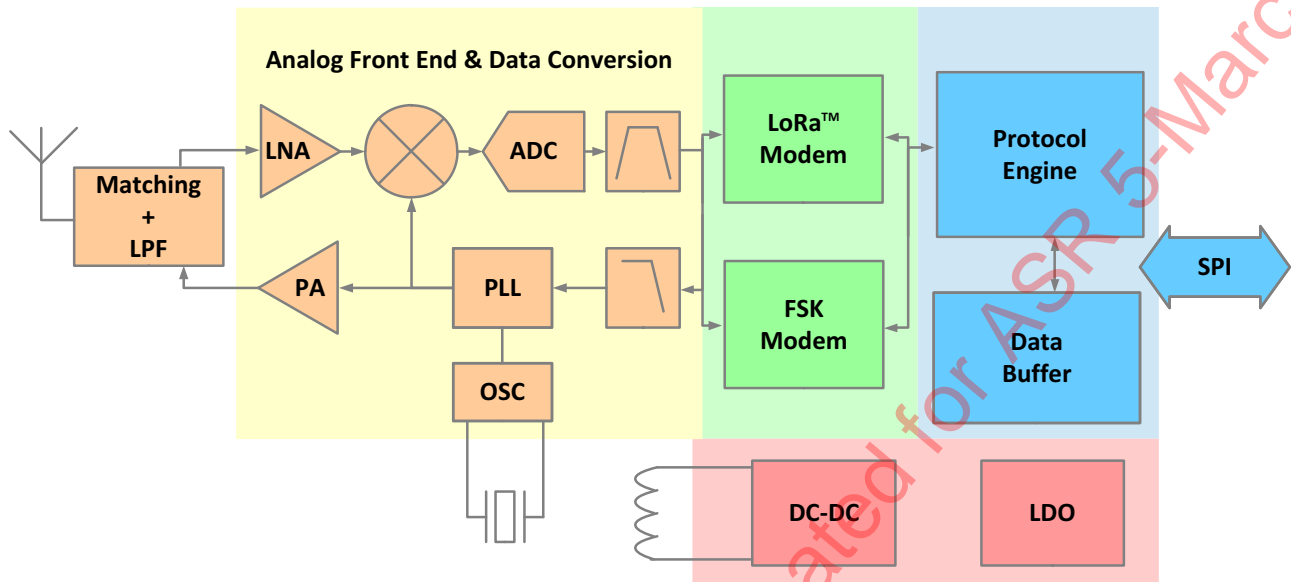 Analog Front End & Data Conversion
LNA
ADC
LoRa™
Modem
Protocol
Engine
Matching
+
LPF
PA
PLL
FSK
Modem
SPI
Data
Buffer
OSC
DC-DC
LDO
ated for ASR 5-Marc